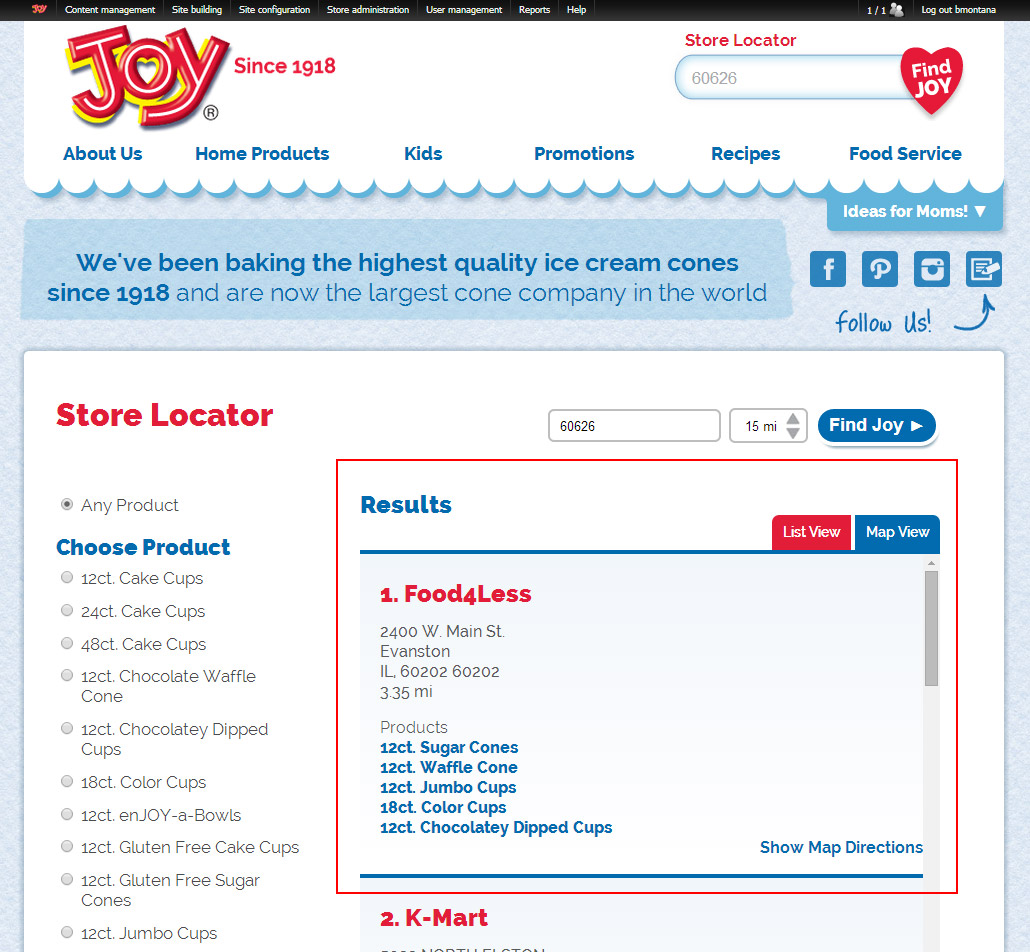 Joy
Content management
Site building
Site configuration
Store administration
User management
Reports
Help
1 / 1
Log out bmontana
Joy
®
Since 1918
Store Locator
60626
Find
JOY
About Us
Home Products
Kids
Promotions
Recipes
Food Service
Ideas for Moms! ▼
We've been baking the highest quality ice cream cones
since 1918 and are now the largest cone company in the world
follow Us!
Store Locator
60626
15 mi
Find Joy ►
Any Product
Choose Product
12ct. Cake Cups
24ct. Cake Cups
48ct. Cake Cups
12ct. Chocolate Waffle
Cone
12ct. Chocolatey Dipped
Cups
18ct. Color Cups
12ct. enJOY-a-Bowls
12ct. Gluten Free Cake Cups
12ct. Gluten Free Sugar
Cones
12ct. Jumbo Cups
Results
List View
Map View
1. Food4Less
2400 W. Main St.
Evanston
IL, 60202 60202
3.35 mi
Products
12ct. Sugar Cones
12ct. Waffle Cone
12ct. Jumbo Cups
18ct. Color Cups
12ct. Chocolatey Dipped Cups
Show Map Directions
2. K-Mart
NORTH ELSTON